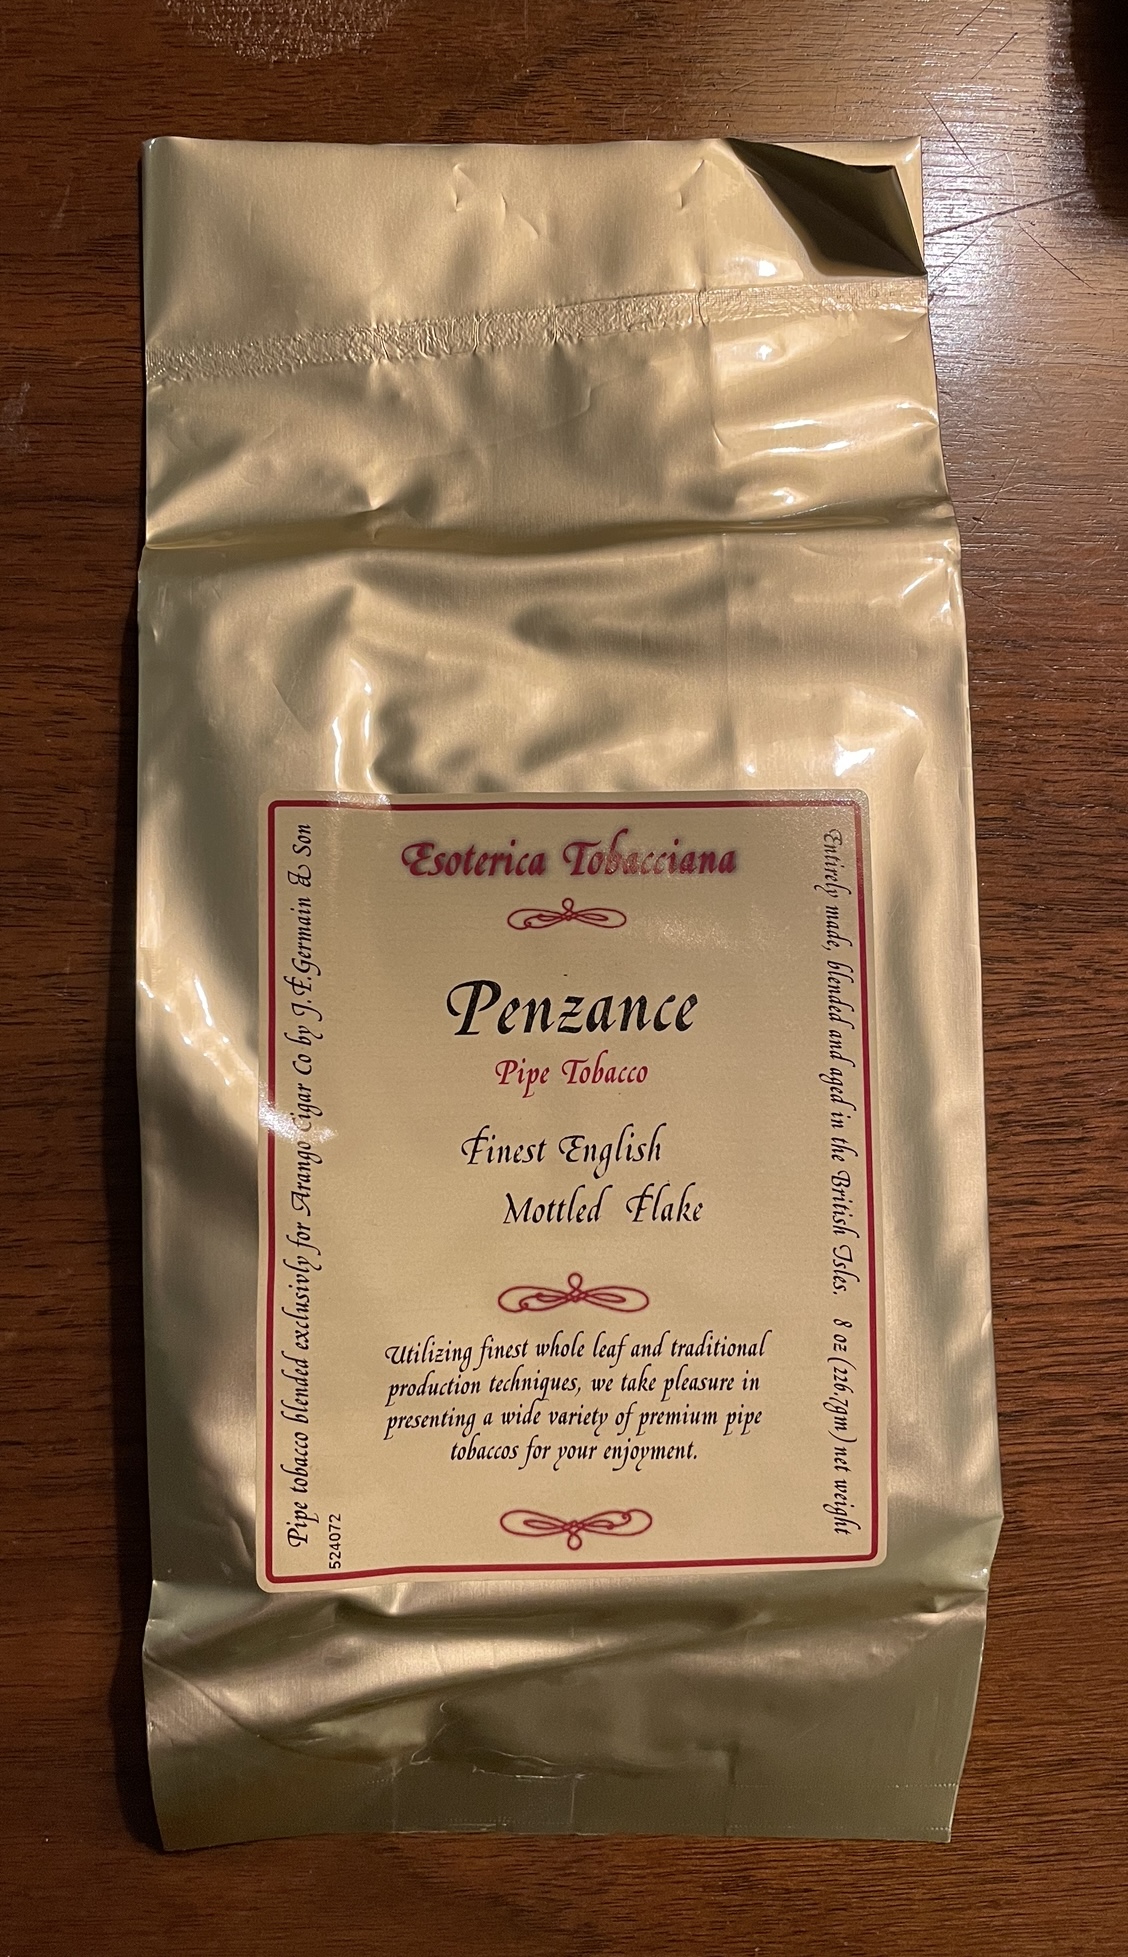 Esoterica Tobacciana
Penzance
Pipe Tobacco
Finest English
Mottled Flake
Utilizing finest whole leaf and traditional
production techniques, we take pleasure in
presenting a wide variety of premium pipe
tobaccos for your enjoyment.
Pipe tobacco blended exclusivly for Arango Cigar Co by J.F.Germain & Son
524072
Entirely made, blended and aged in the British Isles. 8 oz (226.7gm) net weight